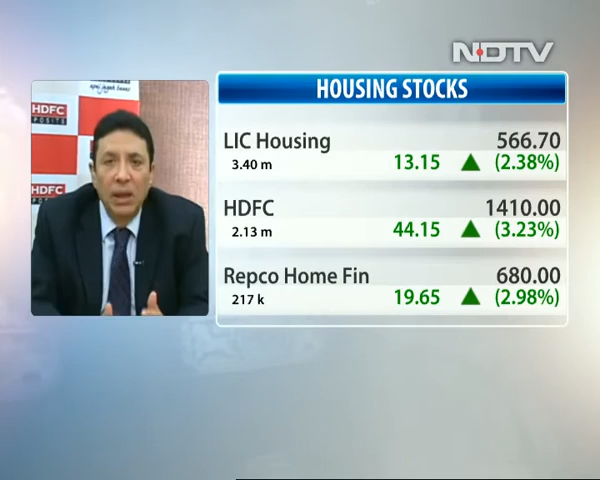 NDTV
HOUSING STOCKS
LIC Housing 566.70
3.40 m 13.15 ▲ (2.38%)
HDFC 1410.00
2.13 m 44.15 ▲ (3.23%)
Repco Home Fin 680.00
217 k 19.65 ▲ (2.98%)
HDFC
HDFC